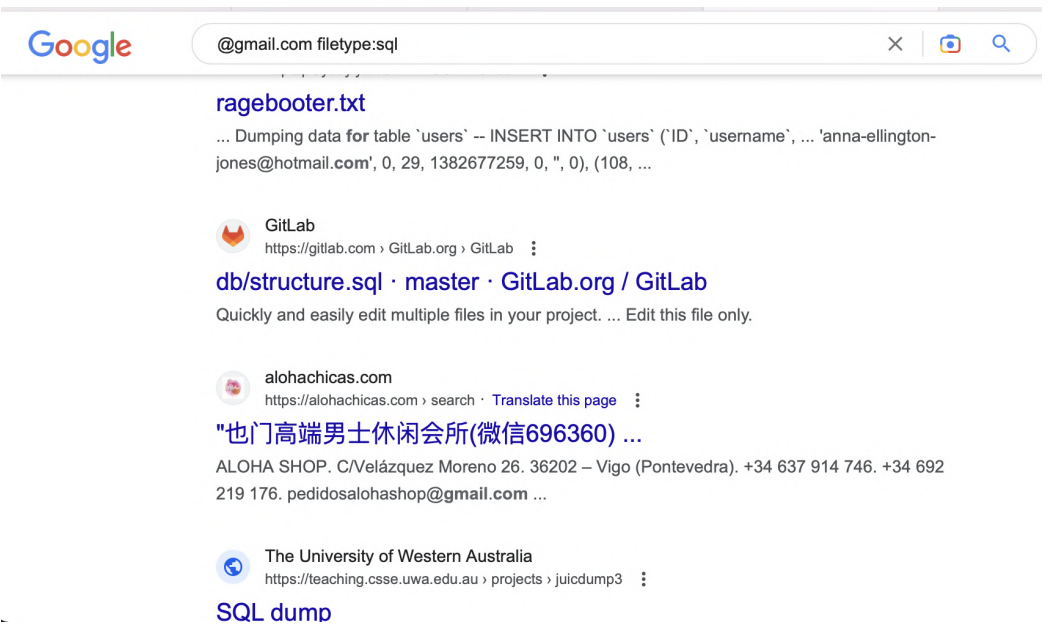 Google
@gmail.com filetype:sql
ragebooter.txt
... Dumping data for table `users` -- INSERT INTO `users` (`ID`, `username`, ... 'anna-ellington-
jones@hotmail.com', 0, 29, 1382677259, 0, '', 0), (108, ...
GitLab
https://gitlab.com › GitLab.org › GitLab
db/structure.sql · master · GitLab.org / GitLab
Quickly and easily edit multiple files in your project. ... Edit this file only.
alohachicas.com
https://alohachicas.com › search · Translate this page
"也门高端男士休闲会所(微信696360) ...
ALOHA SHOP. C/Velázquez Moreno 26. 36202 – Vigo (Pontevedra). +34 637 914 746. +34 692
219 176. pedidosalohashop@gmail.com ...
The University of Western Australia
https://teaching.csse.uwa.edu.au › projects › juicdump3
SQL dump